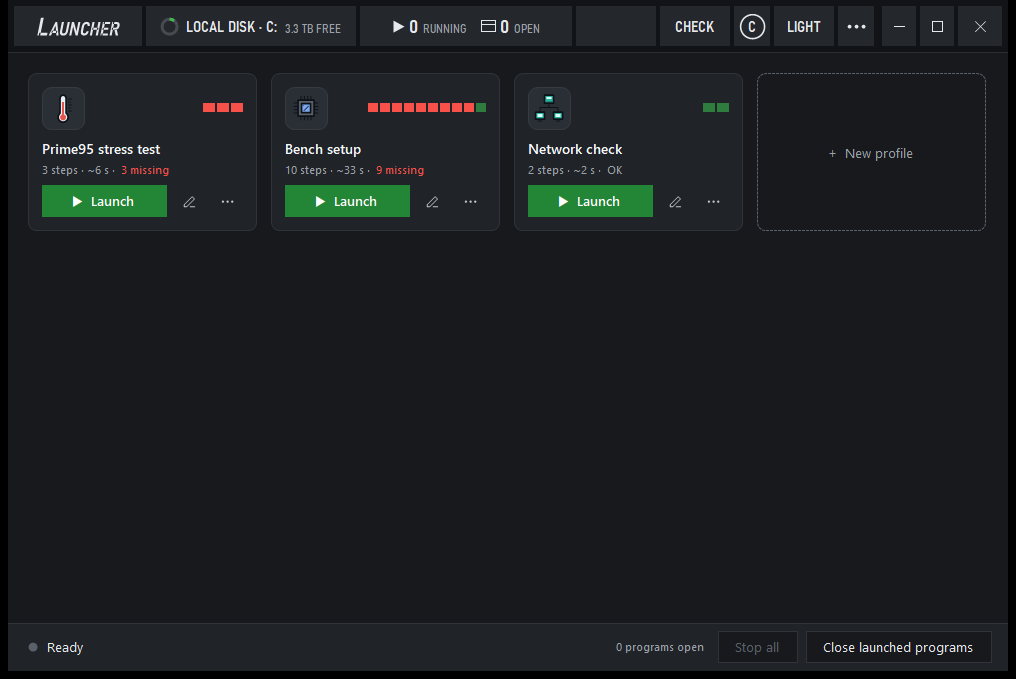 LAUNCHER
LOCAL DISK · C: 3.3 TB FREE
0 RUNNING 0 OPEN
CHECK
C
LIGHT
Prime95 stress test
3 steps · ~6 s · 3 missing
Launch
Bench setup
10 steps · ~33 s · 9 missing
Launch
Network check
2 steps · ~2 s · OK
Launch
+ New profile
Ready
0 programs open
Stop all
Close launched programs